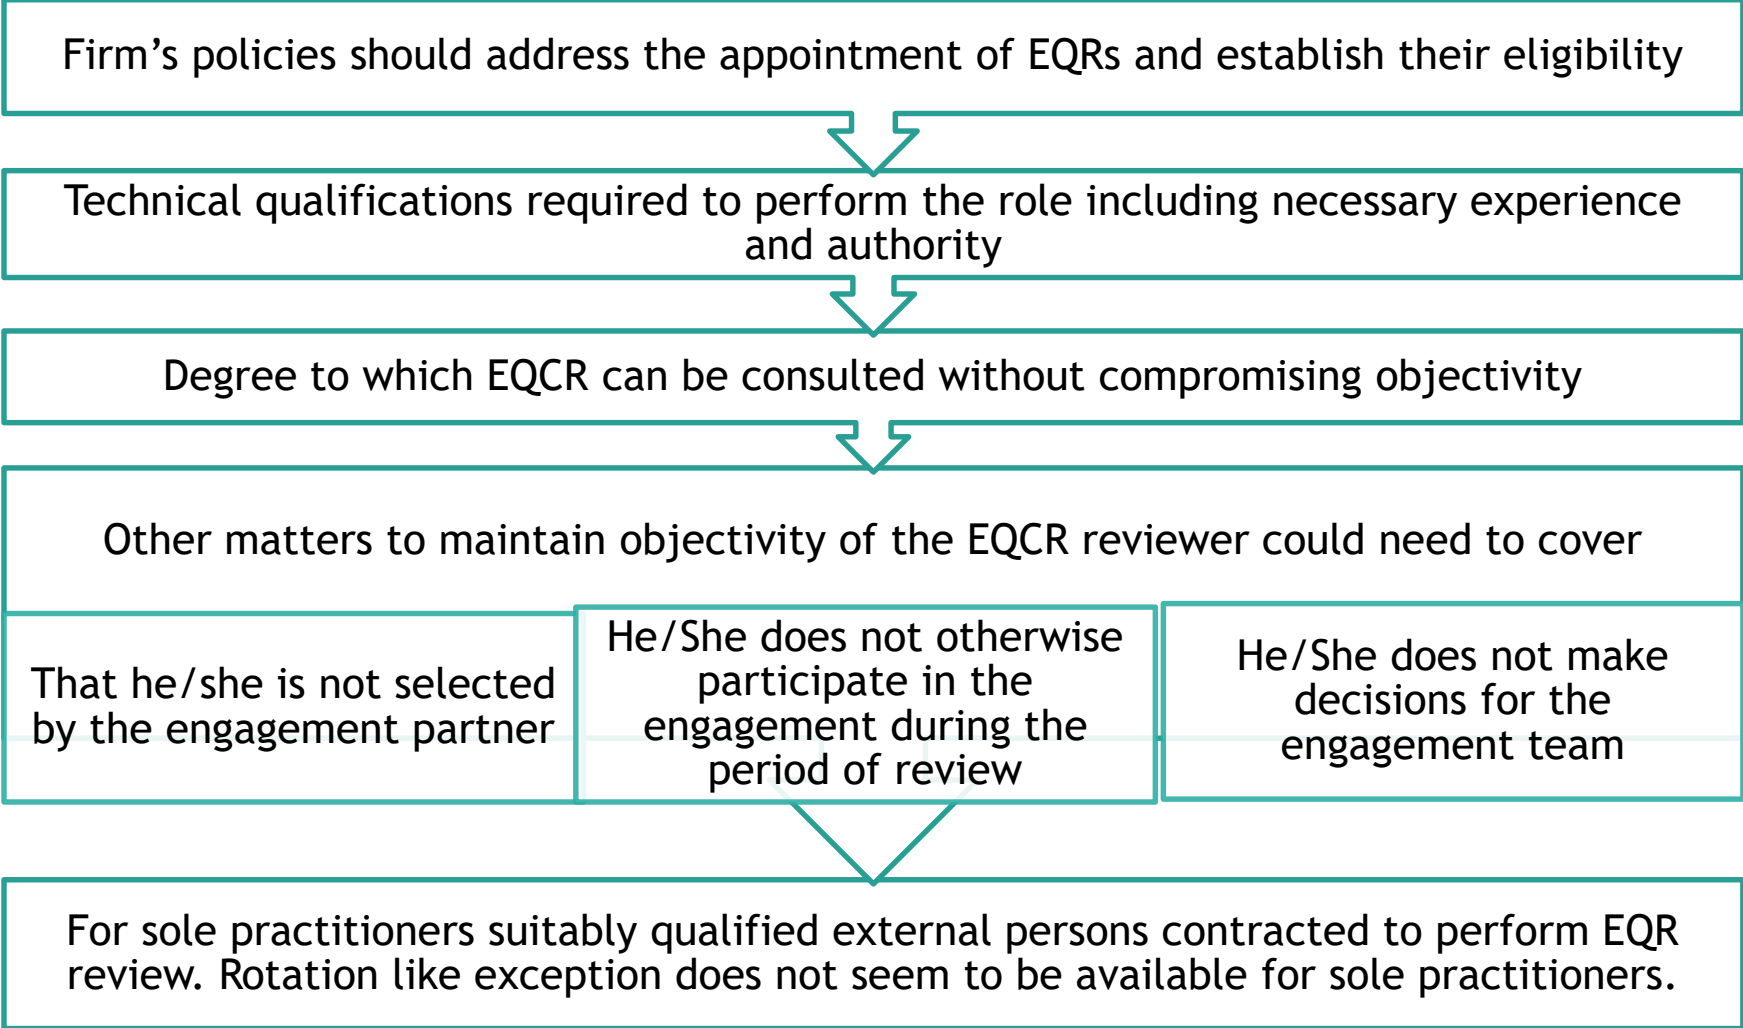 Firm’s policies should address the appointment of EQRs and establish their eligibility
Technical qualifications required to perform the role including necessary experience
and authority
Degree to which EQCR can be consulted without compromising objectivity
Other matters to maintain objectivity of the EQCR reviewer could need to cover
That he/she is not selected
by the engagement partner
He/She does not otherwise
participate in the
engagement during the
period of review
He/She does not make
decisions for the
engagement team
For sole practitioners suitably qualified external persons contracted to perform EQR
review. Rotation like exception does not seem to be available for sole practitioners.